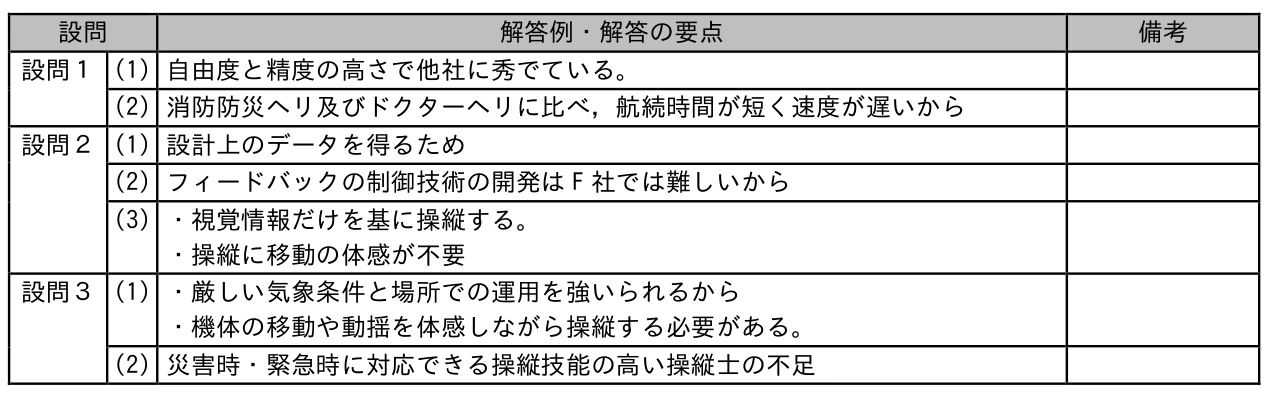 設問 解答例・解答の要点 備考
設問1 (1) 自由度と精度の高さで他社に秀でている。
(2) 消防防災ヘリ及びドクターヘリに比べ，航続時間が短く速度が遅いから
設問2 (1) 設計上のデータを得るため
(2) フィードバックの制御技術の開発はF社では難しいから
(3) ・視覚情報だけを基に操縦する。
・操縦に移動の体感が不要
設問3 (1) ・厳しい気象条件と場所での運用を強いられるから
・機体の移動や動揺を体感しながら操縦する必要がある。
(2) 災害時・緊急時に対応できる操縦技能の高い操縦士の不足